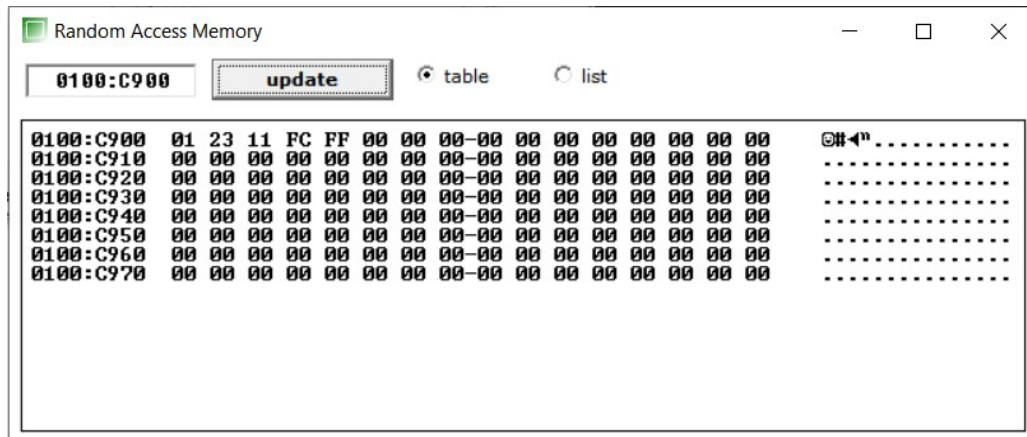 Random Access Memory
0100:C900 update table list
0100:C900 01 23 11 FC FF 00 00 00-00 00 00 00 00 00 00 00 ☺#◄ⁿ............
0100:C910 00 00 00 00 00 00 00 00-00 00 00 00 00 00 00 00 ................
0100:C920 00 00 00 00 00 00 00 00-00 00 00 00 00 00 00 00 ................
0100:C930 00 00 00 00 00 00 00 00-00 00 00 00 00 00 00 00 ................
0100:C940 00 00 00 00 00 00 00 00-00 00 00 00 00 00 00 00 ................
0100:C950 00 00 00 00 00 00 00 00-00 00 00 00 00 00 00 00 ................
0100:C960 00 00 00 00 00 00 00 00-00 00 00 00 00 00 00 00 ................
0100:C970 00 00 00 00 00 00 00 00-00 00 00 00 00 00 00 00 ................